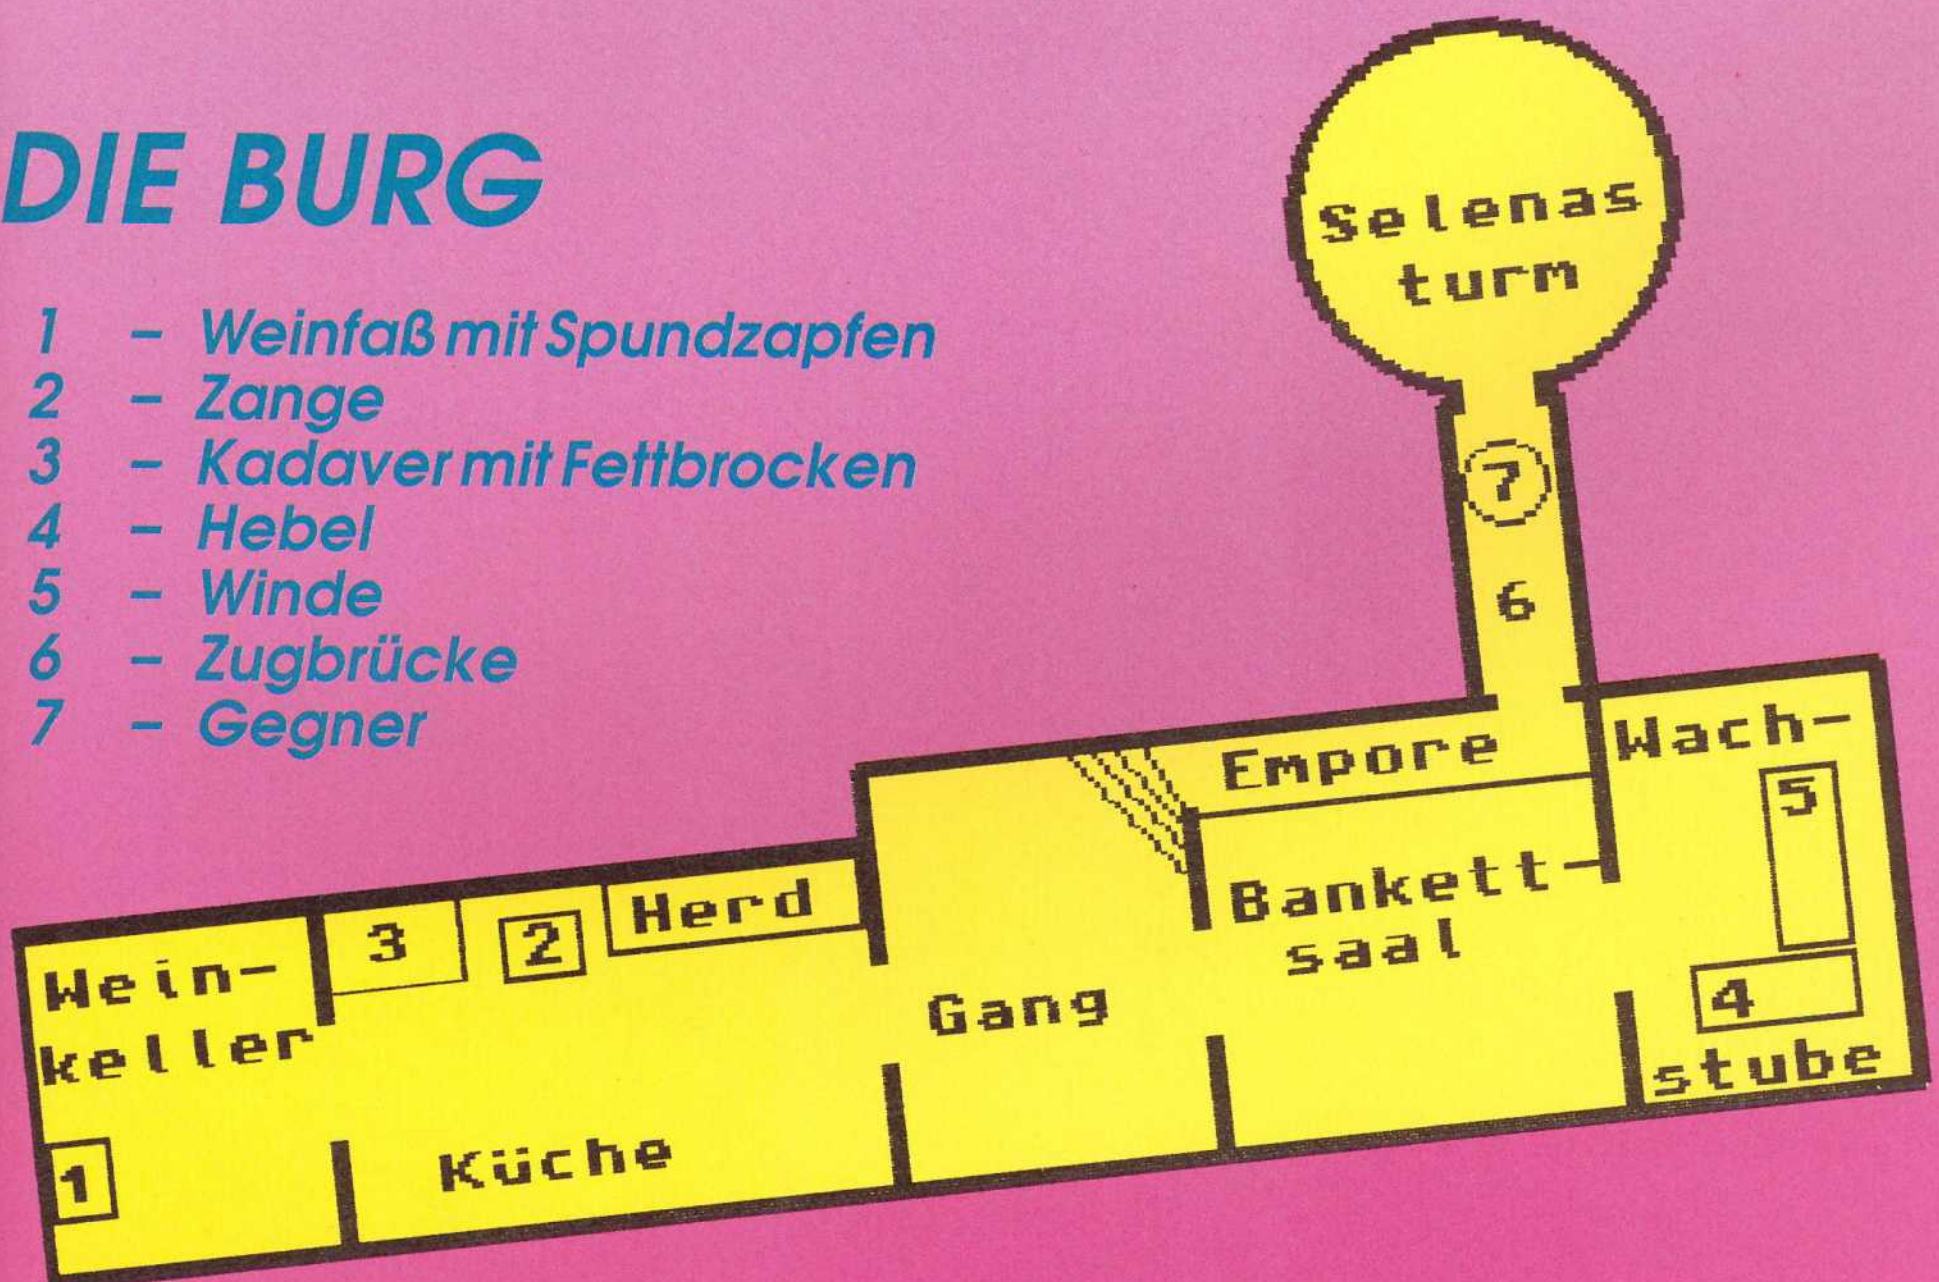 DIE BURG
1 – Weinfaß mit Spundzapfen
2 – Zange
3 – Kadaver mit Fettbrocken
4 – Hebel
5 – Winde
6 – Zugbrücke
7 – Gegner
Selenas
turm
7
6
Empore
Wach-
5
Bankett-
saal
4
stube
Gang
Herd
2
3
Wein-
keller
Küche
1